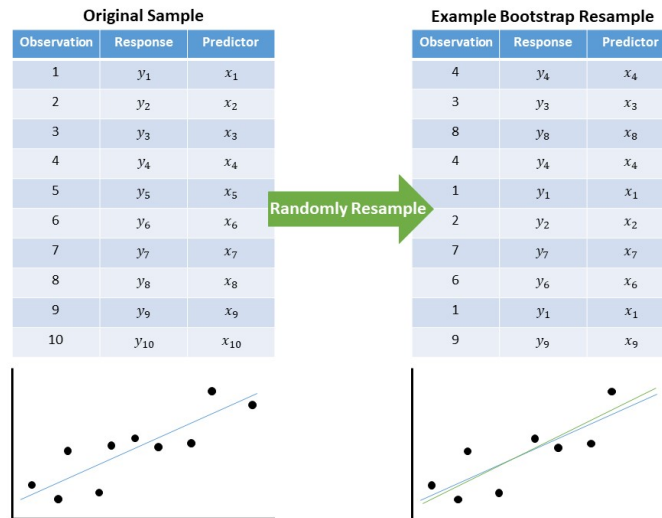 Original Sample
Observation Response Predictor
1 y₁ x₁
2 y₂ x₂
3 y₃ x₃
4 y₄ x₄
5 y₅ x₅
6 y₆ x₆
7 y₇ x₇
8 y₈ x₈
9 y₉ x₉
10 y₁₀ x₁₀
Randomly Resample
Example Bootstrap Resample
Observation Response Predictor
4 y₄ x₄
3 y₃ x₃
8 y₈ x₈
4 y₄ x₄
1 y₁ x₁
2 y₂ x₂
7 y₇ x₇
6 y₆ x₆
1 y₁ x₁
9 y₉ x₉